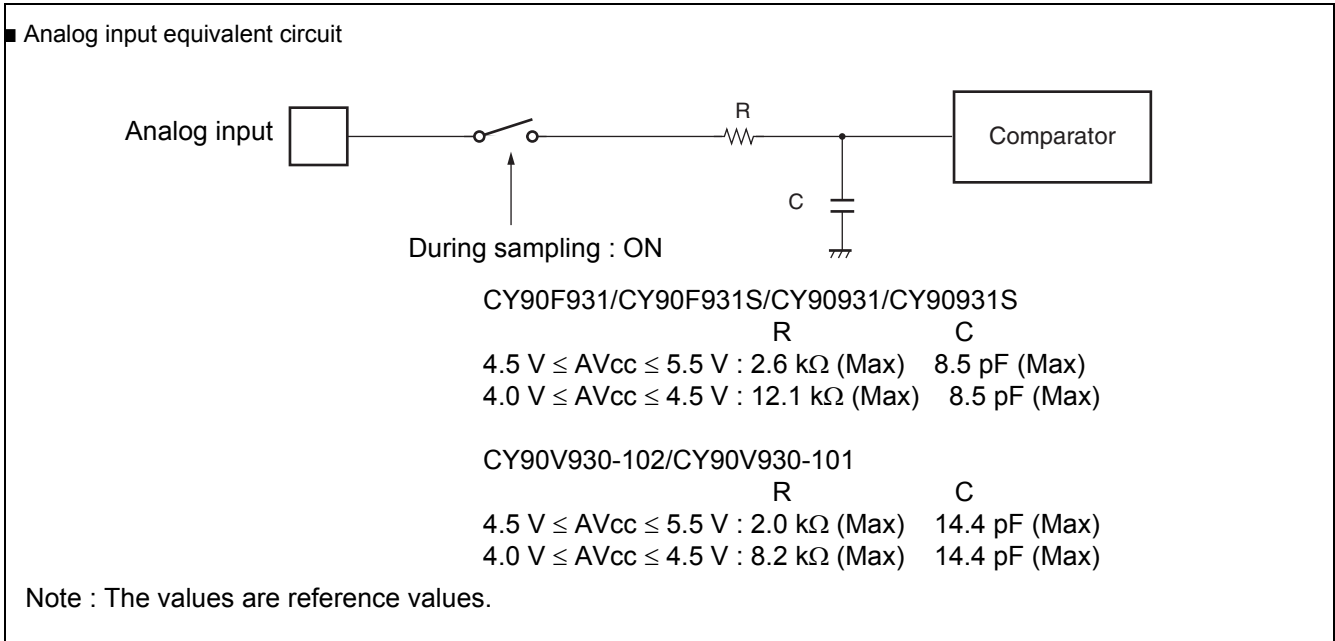 ■ Analog input equivalent circuit
R
Analog input
Comparator
C
During sampling : ON
CY90F931/CY90F931S/CY90931/CY90931S
R C
4.5 V ≤ AVcc ≤ 5.5 V : 2.6 kΩ (Max) 8.5 pF (Max)
4.0 V ≤ AVcc ≤ 4.5 V : 12.1 kΩ (Max) 8.5 pF (Max)
CY90V930-102/CY90V930-101
R C
4.5 V ≤ AVcc ≤ 5.5 V : 2.0 kΩ (Max) 14.4 pF (Max)
4.0 V ≤ AVcc ≤ 4.5 V : 8.2 kΩ (Max) 14.4 pF (Max)
Note : The values are reference values.